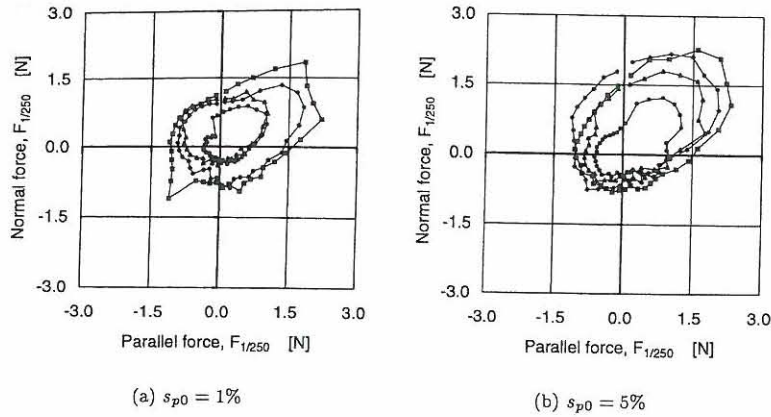 3.0
1.5
0.0
-1.5
-3.0
Normal force, F1/250 [N]
-3.0 -1.5 0.0 1.5 3.0
Parallel force, F1/250 [N]
(a) sp0 = 1%
3.0
1.5
0.0
-1.5
-3.0
Normal force, F1/250 [N]
-3.0 -1.5 0.0 1.5 3.0
Parallel force, F1/250 [N]
(b) sp0 = 5%